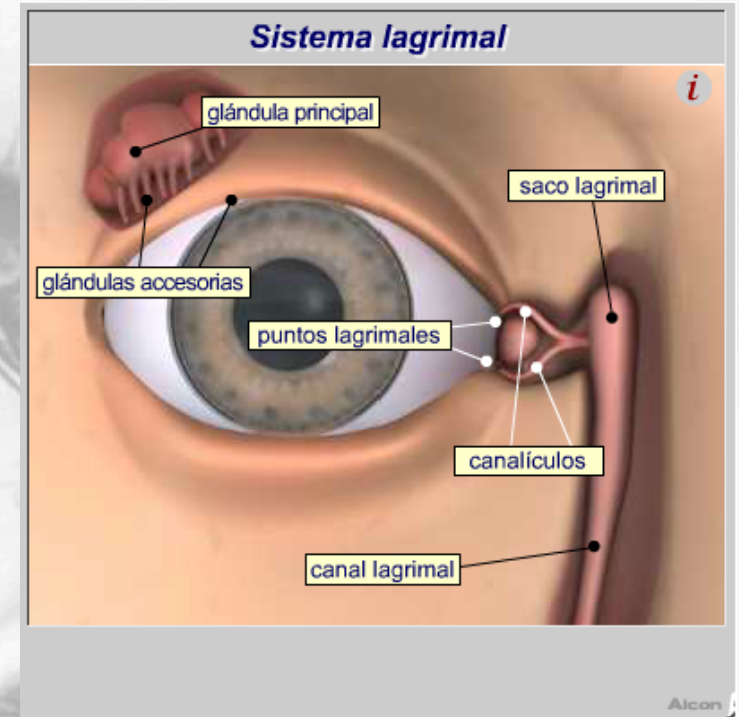 Sistema lagrimal
i
glándula principal
saco lagrimal
glándulas accesorias
puntos lagrimales
canalículos
canal lagrimal
Alcon